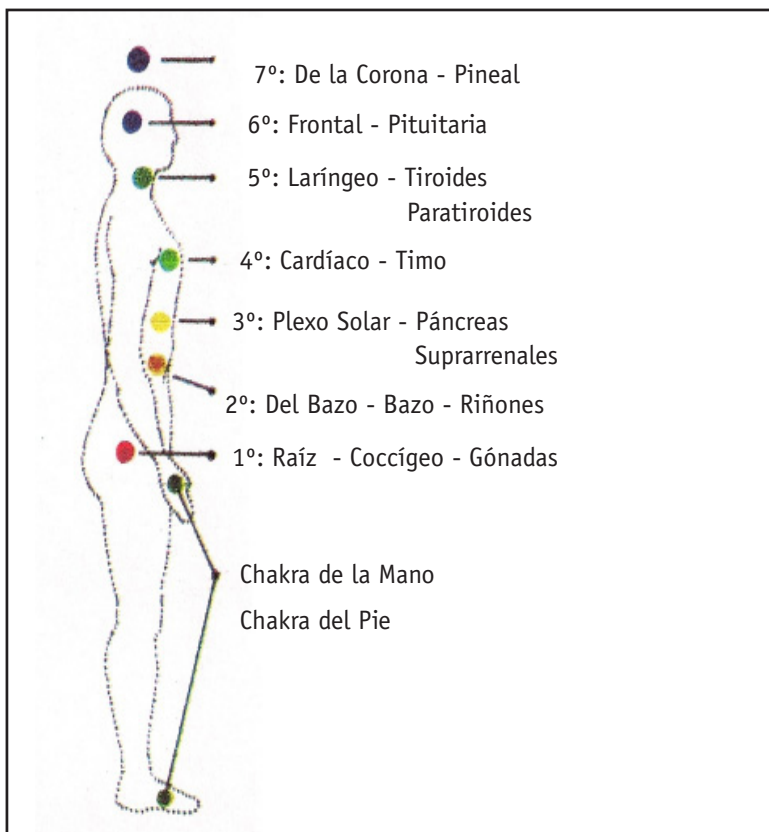 7º: De la Corona - Pineal
6º: Frontal - Pituitaria
5º: Laríngeo - Tiroides
Paratiroides
4º: Cardíaco - Timo
3º: Plexo Solar - Páncreas
Suprarrenales
2º: Del Bazo - Bazo - Riñones
1º: Raíz - Coccígeo - Gónadas
Chakra de la Mano
Chakra del Pie